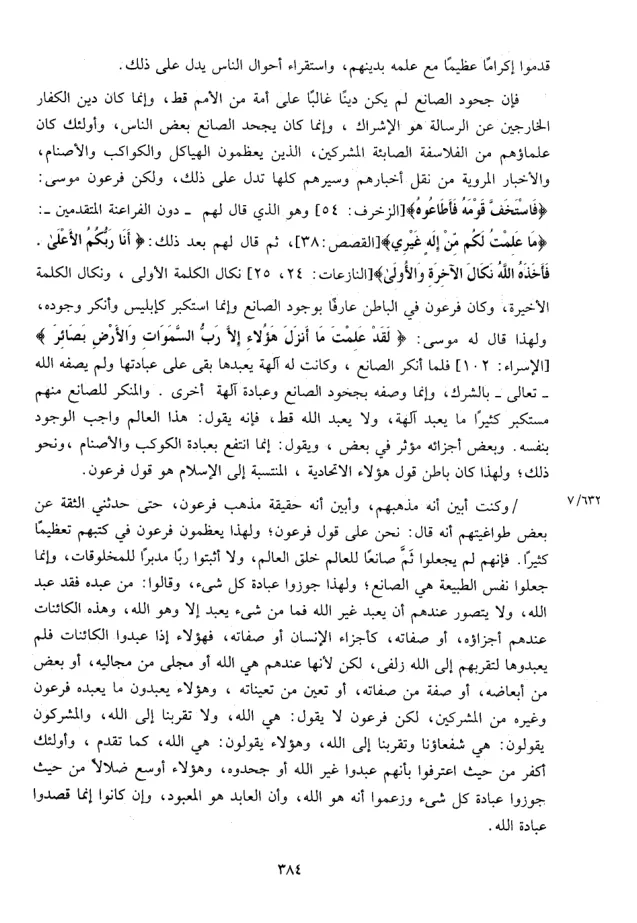 قدموا إكرامًا عظيمًا مع علمه بدينهم، واستقراء أحوال الناس يدل على ذلك.
فإن جحود الصانع لم يكن دينًا غالبًا على أمة من الأمم قط، وإنما كان دين الكفار
الخارجين عن الرسالة هو الإشراك ، وإنما كان يجحد الصانع بعض الناس، وأولئك كان
علماؤهم من الفلاسفة الصابئة المشركين، الذين يعظمون الهياكل والكواكب والأصنام،
والأخبار المروية من نقل أخبارهم وسيرهم كلها تدل على ذلك، ولكن فرعون موسى:
﴿فَاسْتَخَفَّ قَوْمَهُ فَأَطَاعُوهُ﴾[الزخرف: ٥٤] وهو الذي قال لهم ـ دون الفراعنة المتقدمين ـ:
﴿مَا عَلِمْتُ لَكُم مِّنْ إِلَهٍ غَيْرِي﴾[القصص:٣٨]، ثم قال لهم بعد ذلك:﴿ أَنَا رَبُّكُمُ الأَعْلَىٰ .
فَأَخَذَهُ اللَّهُ نَكَالَ الآخِرَةِ وَالأُولَىٰ﴾[النازعات: ٢٤، ٢٥] نكال الكلمة الأولى ، ونكال الكلمة
الأخيرة، وكان فرعون في الباطن عارفًا بوجود الصانع وإنما استكبر كإبليس وأنكر وجوده،
ولهذا قال له موسى: ﴿ لَقَدْ عَلِمْتَ مَا أَنزَلَ هَؤُلاءِ إِلاَّ رَبُّ السَّمَوَاتِ وَالأَرْضِ بَصَائِرَ ﴾
[الإسراء: ١٠٢] فلما أنكر الصانع ، وكانت له آلهة يعبدها بقى على عبادتها ولم يصفه الله
ـ تعالى ـ بالشرك، وإنما وصفه بجحود الصانع وعبادة آلهة أخرى . والمنكر للصانع منهم
مستكبر كثيرًا ما يعبد آلهة، ولا يعبد الله قط، فإنه يقول: هذا العالم واجب الوجود
بنفسه. وبعض أجزائه مؤثر في بعض ، ويقول: إنما انتفع بعبادة الكوكب والأصنام ،ونحو
ذلك؛ ولهذا كان باطن قول هؤلاء الاتحادية ، المنتسبة إلى الإسلام هو قول فرعون.
٧/٦٣٢ / وكنت أبين أنه مذهبهم، وأبين أنه حقيقة مذهب فرعون، حتى حدثني الثقة عن
بعض طواغيتهم أنه قال: نحن على قول فرعون؛ ولهذا يعظمون فرعون في كتبهم تعظيمًا
كثيرًا. فإنهم لم يجعلوا ثَمَّ صانعًا للعالم خلق العالم، ولا أثبتوا ربًا مدبرًا للمخلوقات، وإنما
جعلوا نفس الطبيعة هي الصانع؛ ولهذا جوزوا عبادة كل شيء، وقالوا: من عبده فقد عبد
الله، ولا يتصور عندهم أن يعبد غير الله فما من شيء يعبد إلا وهو الله، وهذه الكائنات
عندهم أجزاؤه، أو صفاته، كأجزاء الإنسان أو صفاته، فهؤلاء إذا عبدوا الكائنات فلم
يعبدوها لتقربهم إلى الله زلفى، لكن لأنها عندهم هي الله أو مجلى من مجاليه، أو بعض
من أبعاضه، أو صفة من صفاته، أو تعين من تعيناته ، وهؤلاء يعبدون ما يعبده فرعون
وغيره من المشركين، لكن فرعون لا يقول: هي الله، ولا تقربنا إلى الله، والمشركون
يقولون: هي شفعاؤنا وتقربنا إلى الله، وهؤلاء يقولون: هي الله، كما تقدم ، وأولئك
أكفر من حيث اعترفوا بأنهم عبدوا غير الله أو جحدوه، وهؤلاء أوسع ضلالاً من حيث
جوزوا عبادة كل شيء وزعموا أنه هو الله، وأن العابد هو المعبود، وإن كانوا إنما قصدوا
عبادة الله.
٣٨٤